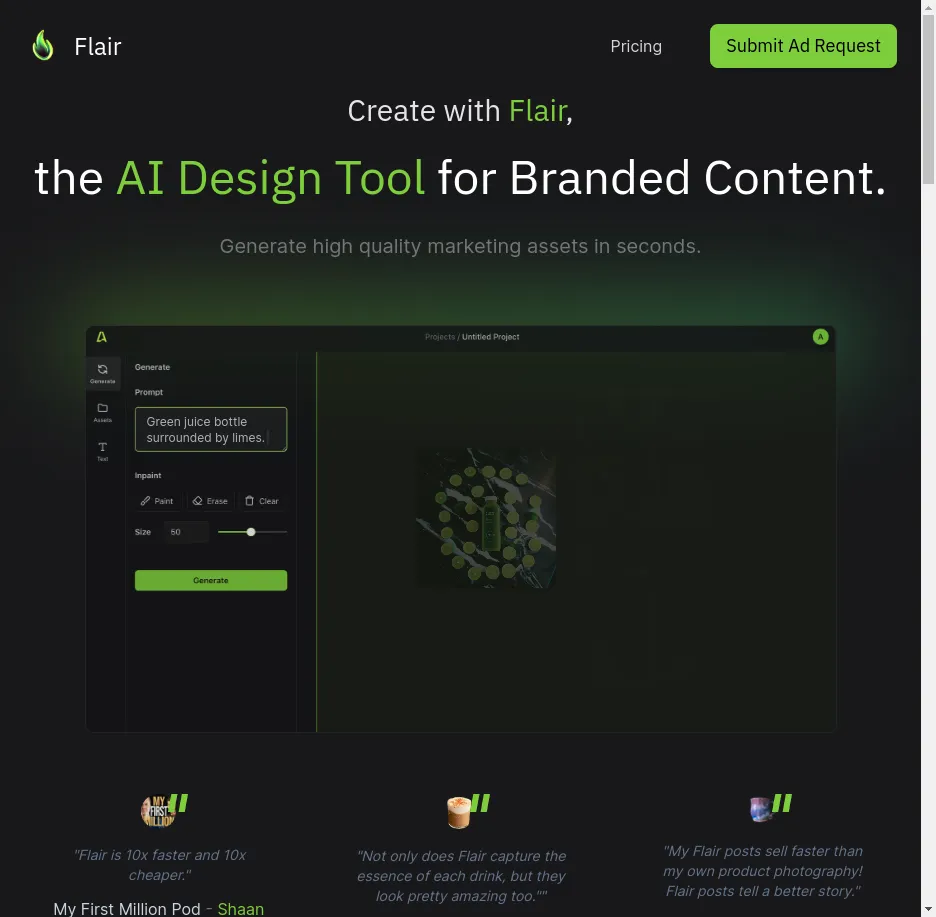 Flair
Pricing
Submit Ad Request
Create with Flair,
the AI Design Tool for Branded Content.
Generate high quality marketing assets in seconds.
Projects / Untitled Project
A
Generate
Assets
Text
Generate
Prompt
Green juice bottle
surrounded by limes.
Inpaint
Paint
Erase
Clear
Size
50
Generate
MY
FIRST
MILLION
"Flair is 10x faster and 10x
cheaper."
My First Million Pod - Shaan
"Not only does Flair capture the
essence of each drink, but they
look pretty amazing too.""
"My Flair posts sell faster than
my own product photography!
Flair posts tell a better story."